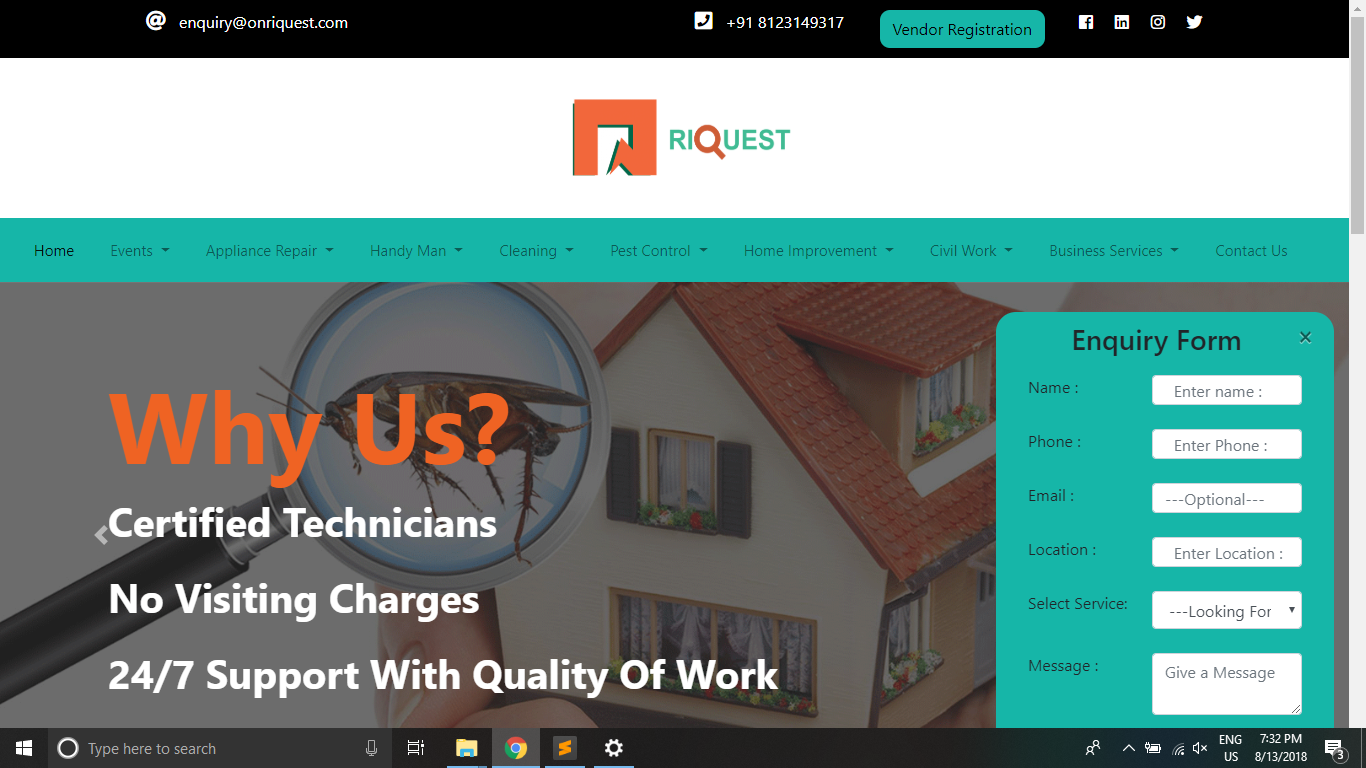 enquiry@onriquest.com
+91 8123149317
Vendor Registration
RIQUEST
Home Events Appliance Repair Handy Man Cleaning Pest Control Home Improvement Civil Work Business Services Contact Us
Why Us?
Certified Technicians
No Visiting Charges
24/7 Support With Quality Of Work
Enquiry Form ×
Name : Enter name :
Phone : Enter Phone :
Email : ---Optional---
Location : Enter Location :
Select Service: ---Looking For
Message : Give a Message
Type here to search
ENG
US
7:32 PM
8/13/2018
3